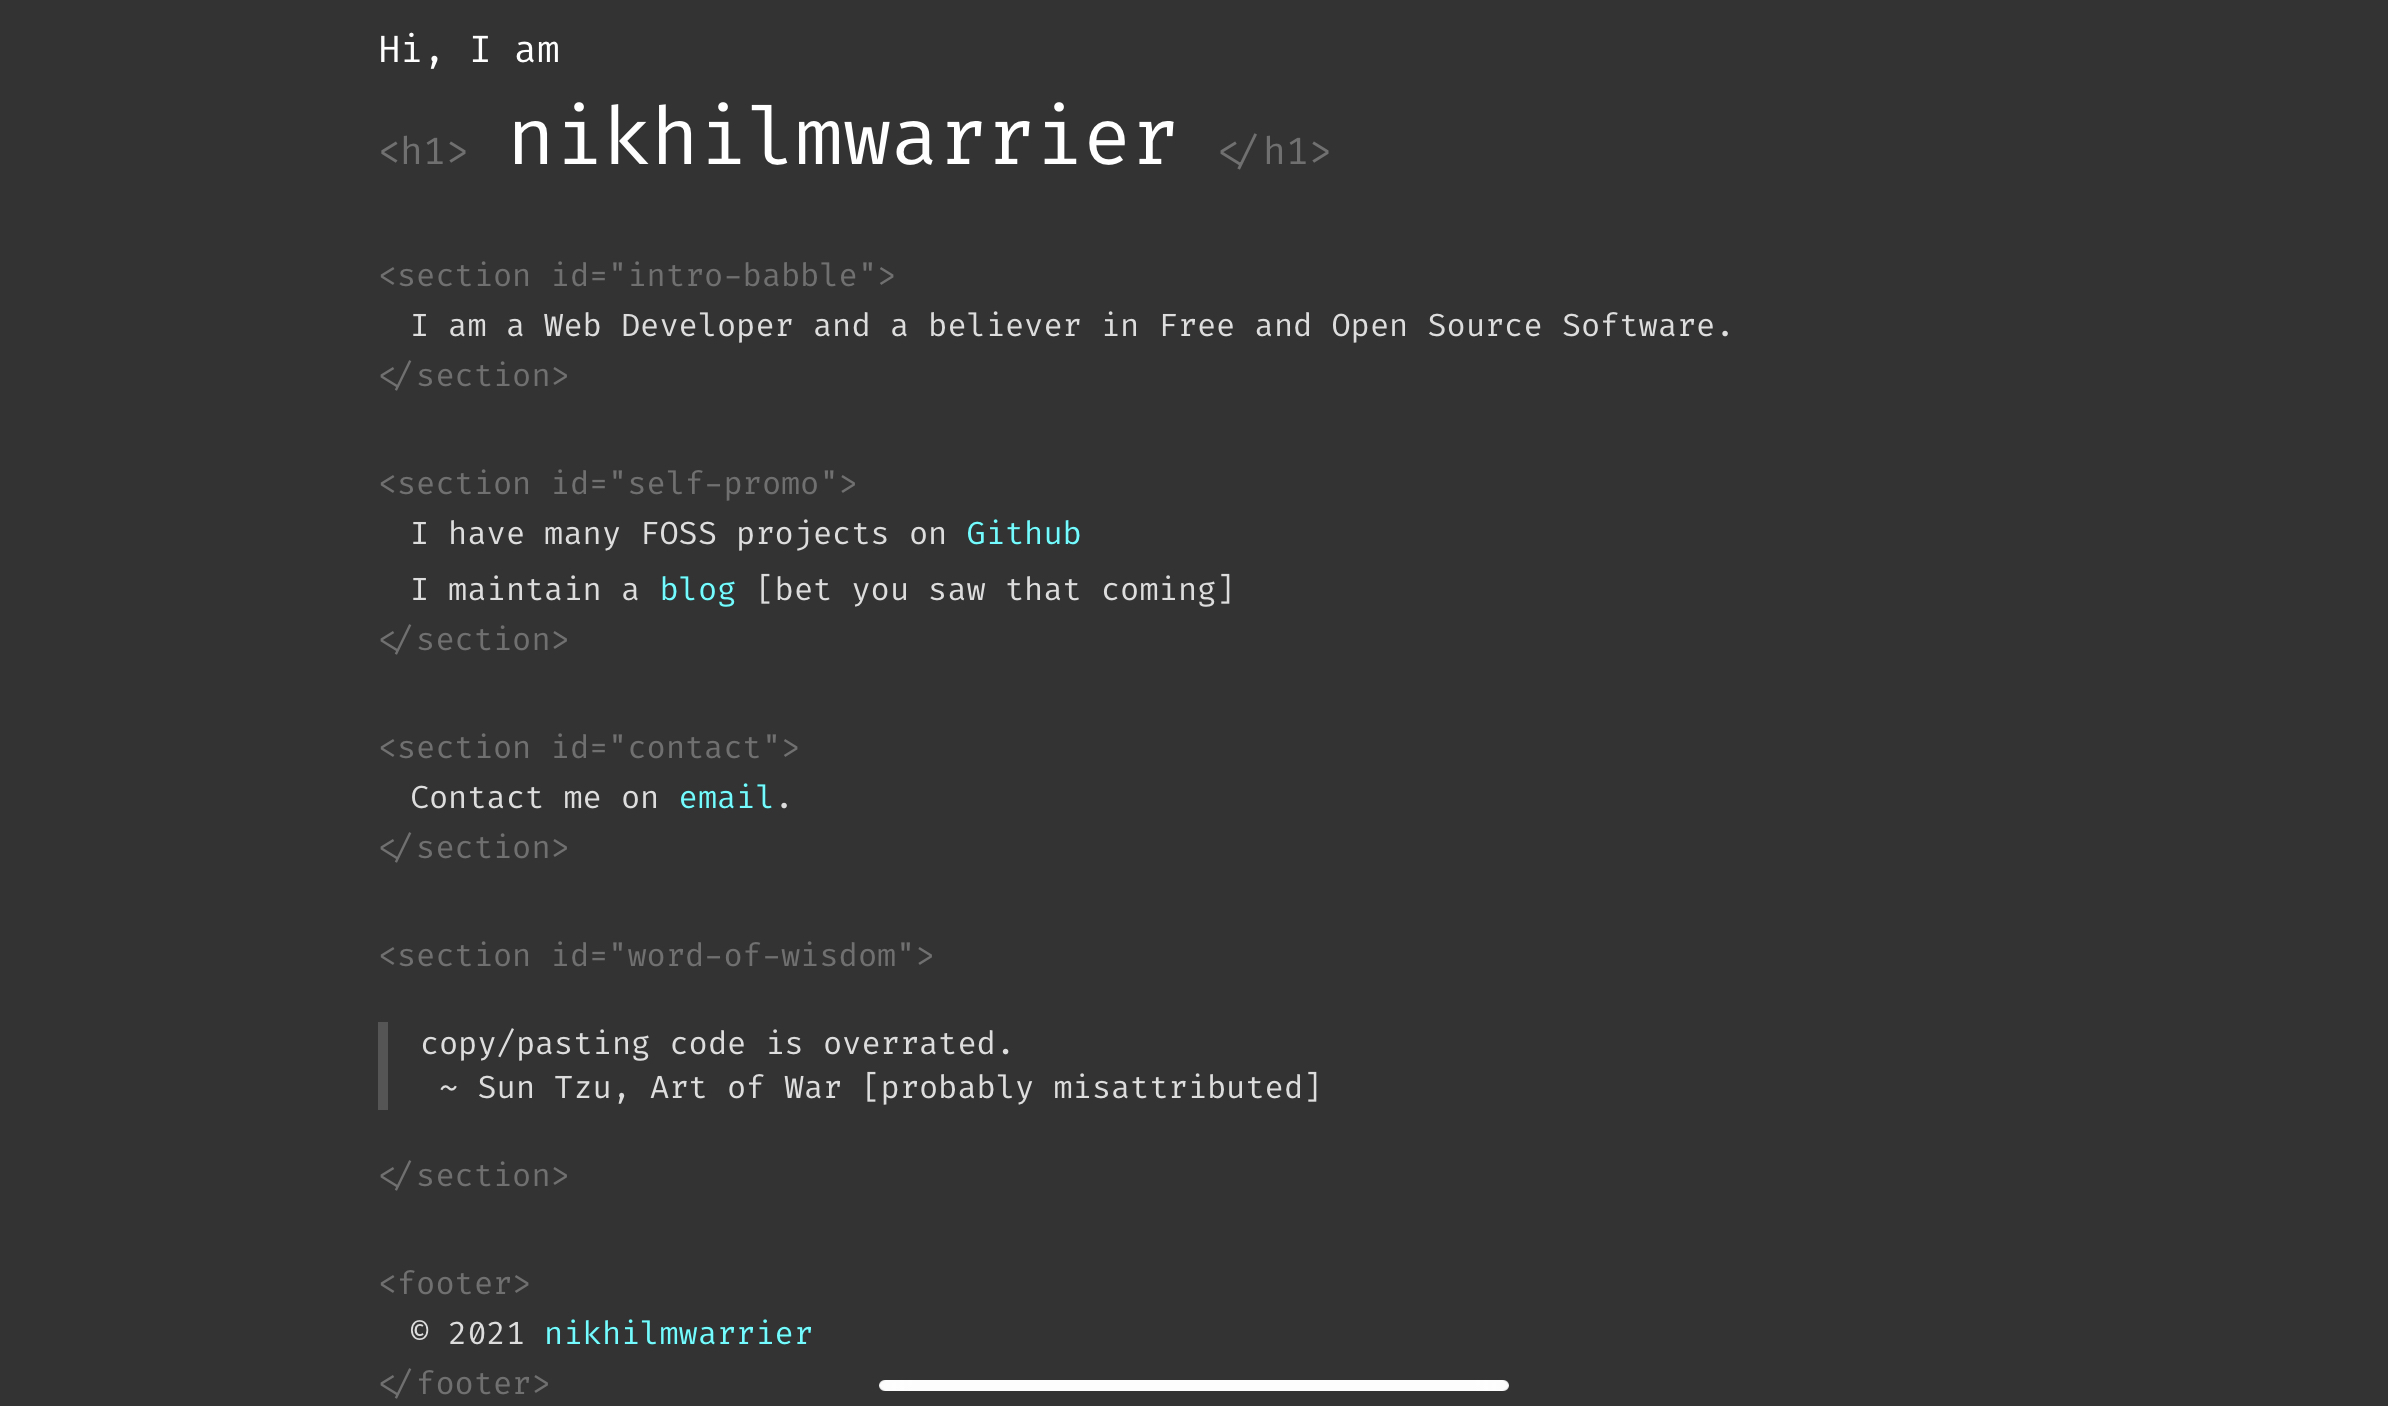 Hi, I am
<h1> nikhilmwarrier </h1>
<section id="intro-babble">
I am a Web Developer and a believer in Free and Open Source Software.
</section>
<section id="self-promo">
I have many FOSS projects on Github
I maintain a blog [bet you saw that coming]
</section>
<section id="contact">
Contact me on email.
</section>
<section id="word-of-wisdom">
copy/pasting code is overrated.
~ Sun Tzu, Art of War [probably misattributed]
</section>
<footer>
© 2021 nikhilmwarrier
</footer>